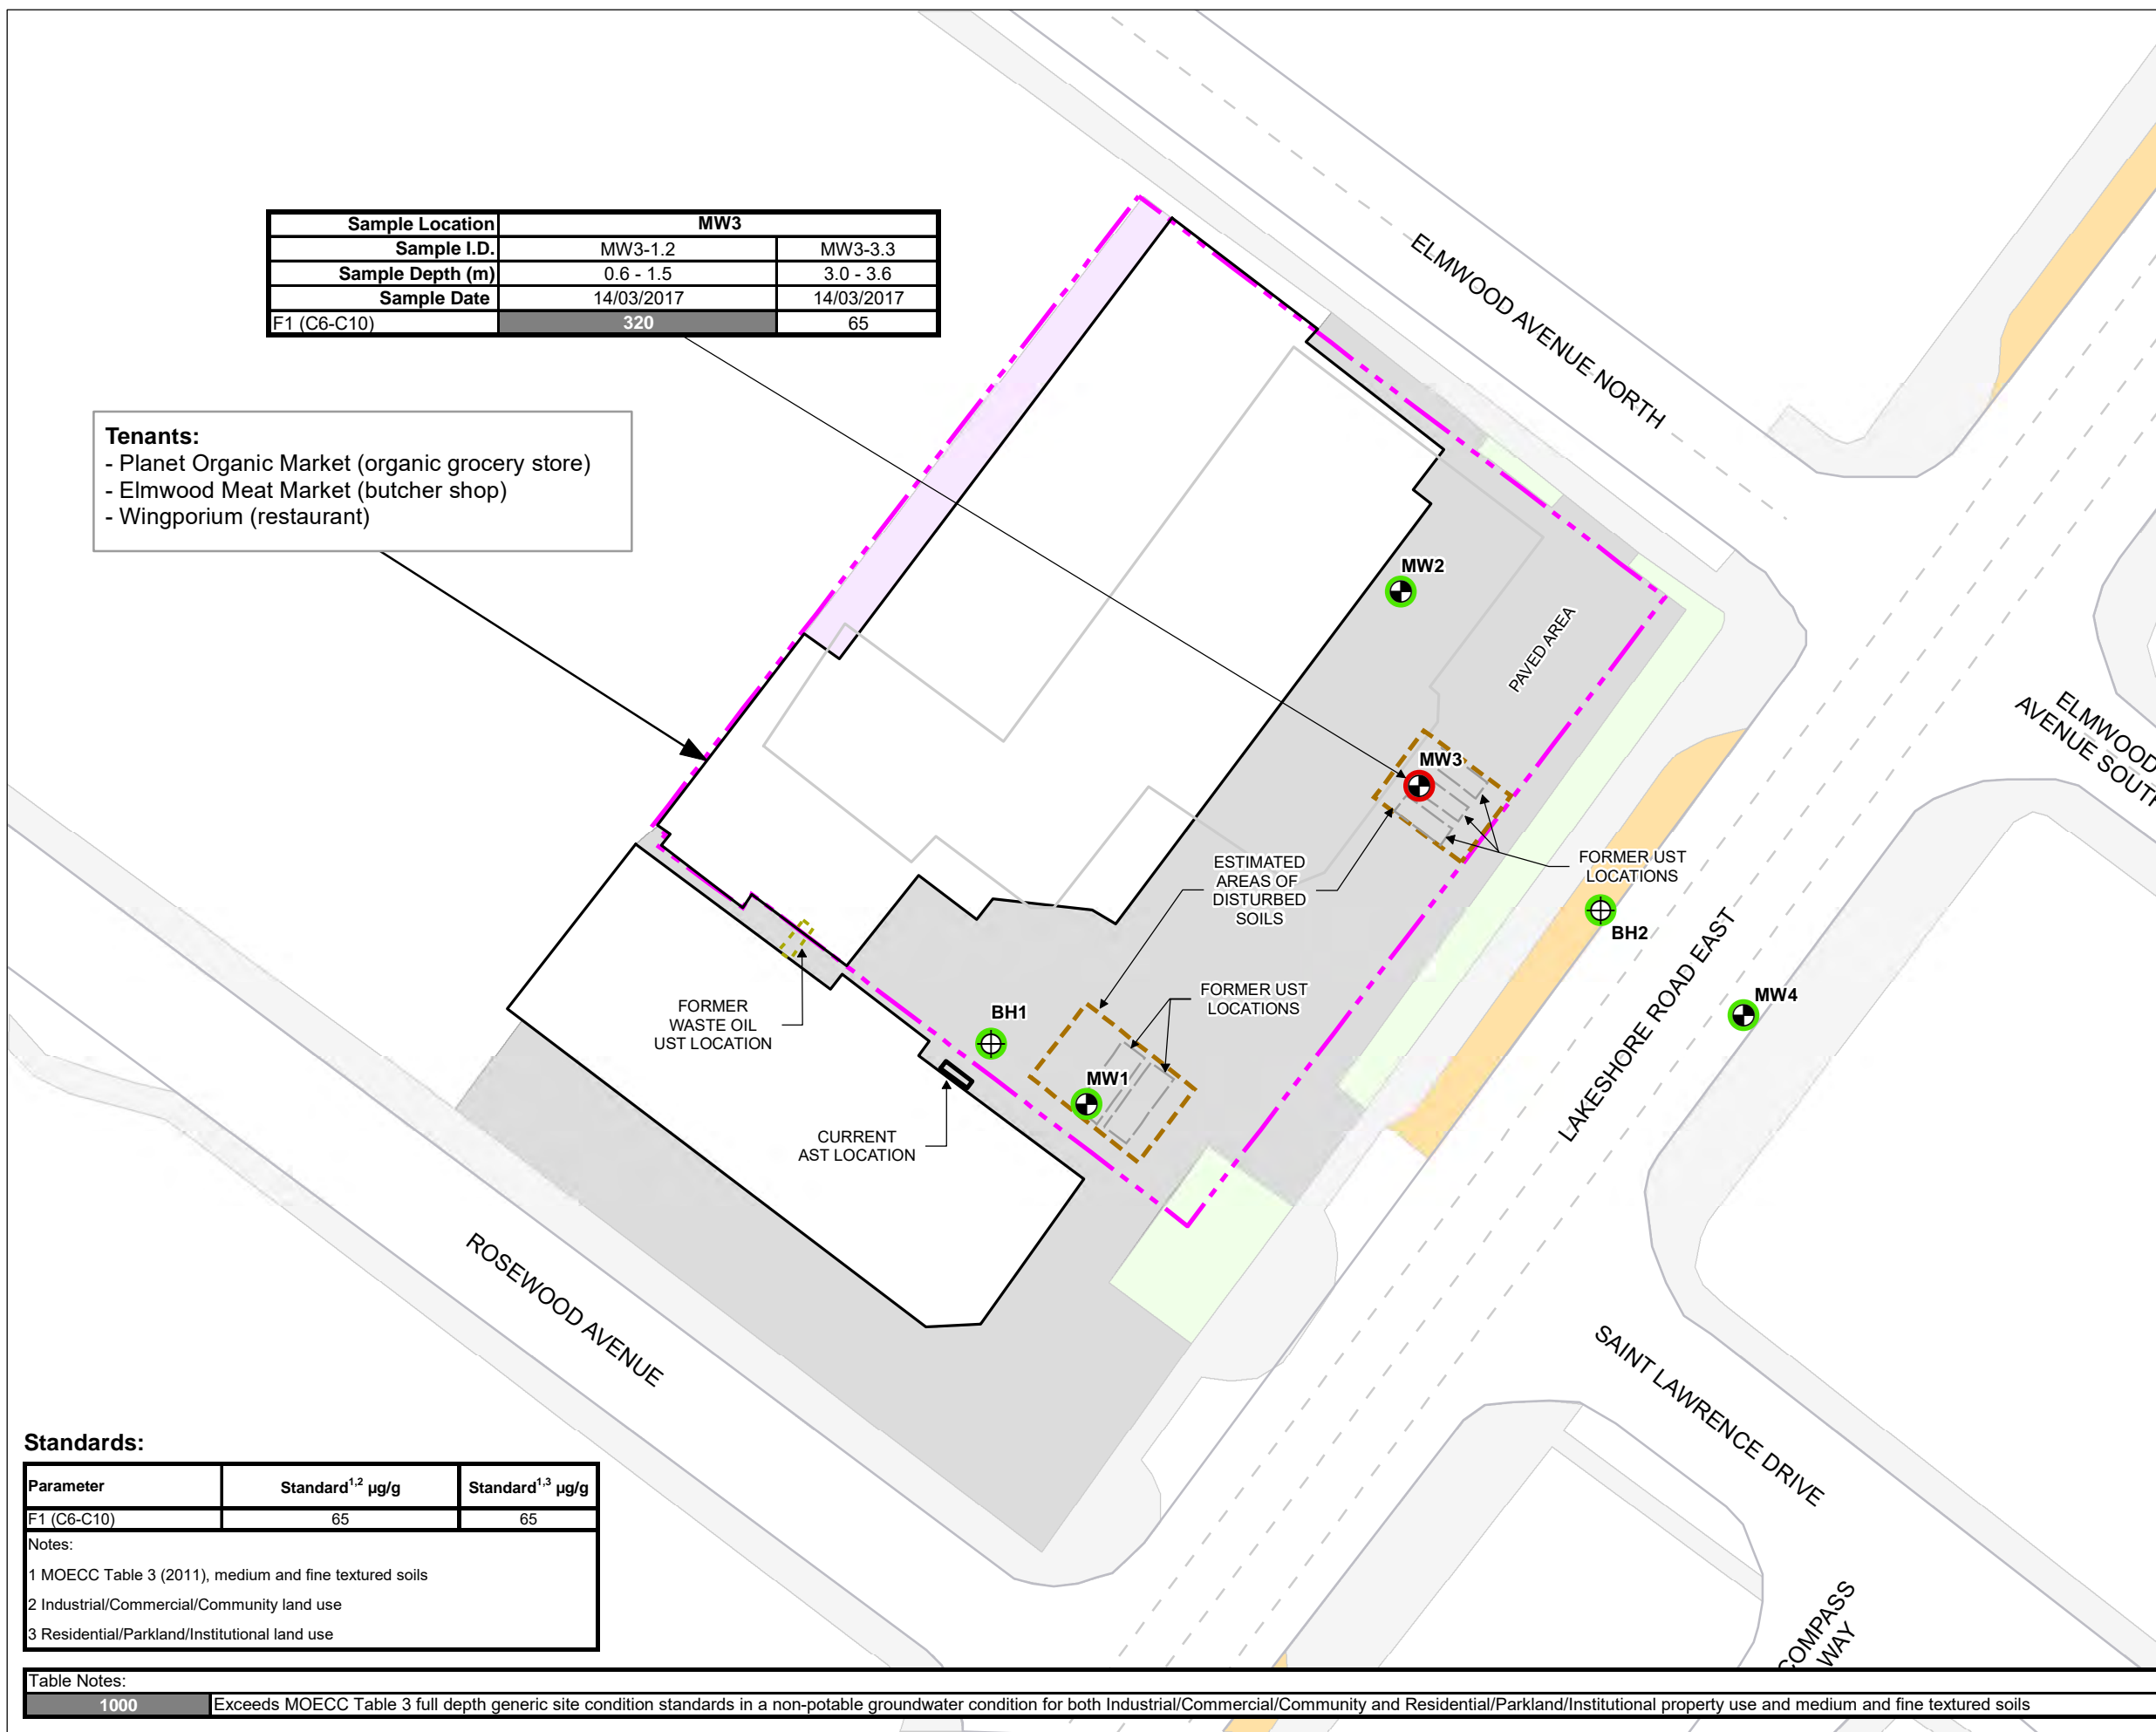 Sample Location MW3
Sample I.D. MW3-1.2 MW3-3.3
Sample Depth (m) 0.6 - 1.5 3.0 - 3.6
Sample Date 14/03/2017 14/03/2017
F1 (C6-C10) 320 65
ELMWOOD AVENUE NORTH
Tenants:
- Planet Organic Market (organic grocery store)
- Elmwood Meat Market (butcher shop)
- Wingporium (restaurant)
MW2
PAVED AREA
ELMWOOD
AVENUE SOUTH
MW3
ESTIMATED
AREAS OF
DISTURBED
SOILS
FORMER UST
LOCATIONS
BH2
LAKESHORE ROAD EAST
MW4
FORMER
WASTE OIL
UST LOCATION
BH1
FORMER UST
LOCATIONS
MW1
CURRENT
AST LOCATION
ROSEWOOD AVENUE
SAINT LAWRENCE DRIVE
COMPASS
WAY
Standards:
Parameter Standard1,2 µg/g Standard1,3 µg/g
F1 (C6-C10) 65 65
Notes:
1 MOECC Table 3 (2011), medium and fine textured soils
2 Industrial/Commercial/Community land use
3 Residential/Parkland/Institutional land use
Table Notes:
1000 Exceeds MOECC Table 3 full depth generic site condition standards in a non-potable groundwater condition for both Industrial/Commercial/Community and Residential/Parkland/Institutional property use and medium and fine textured soils